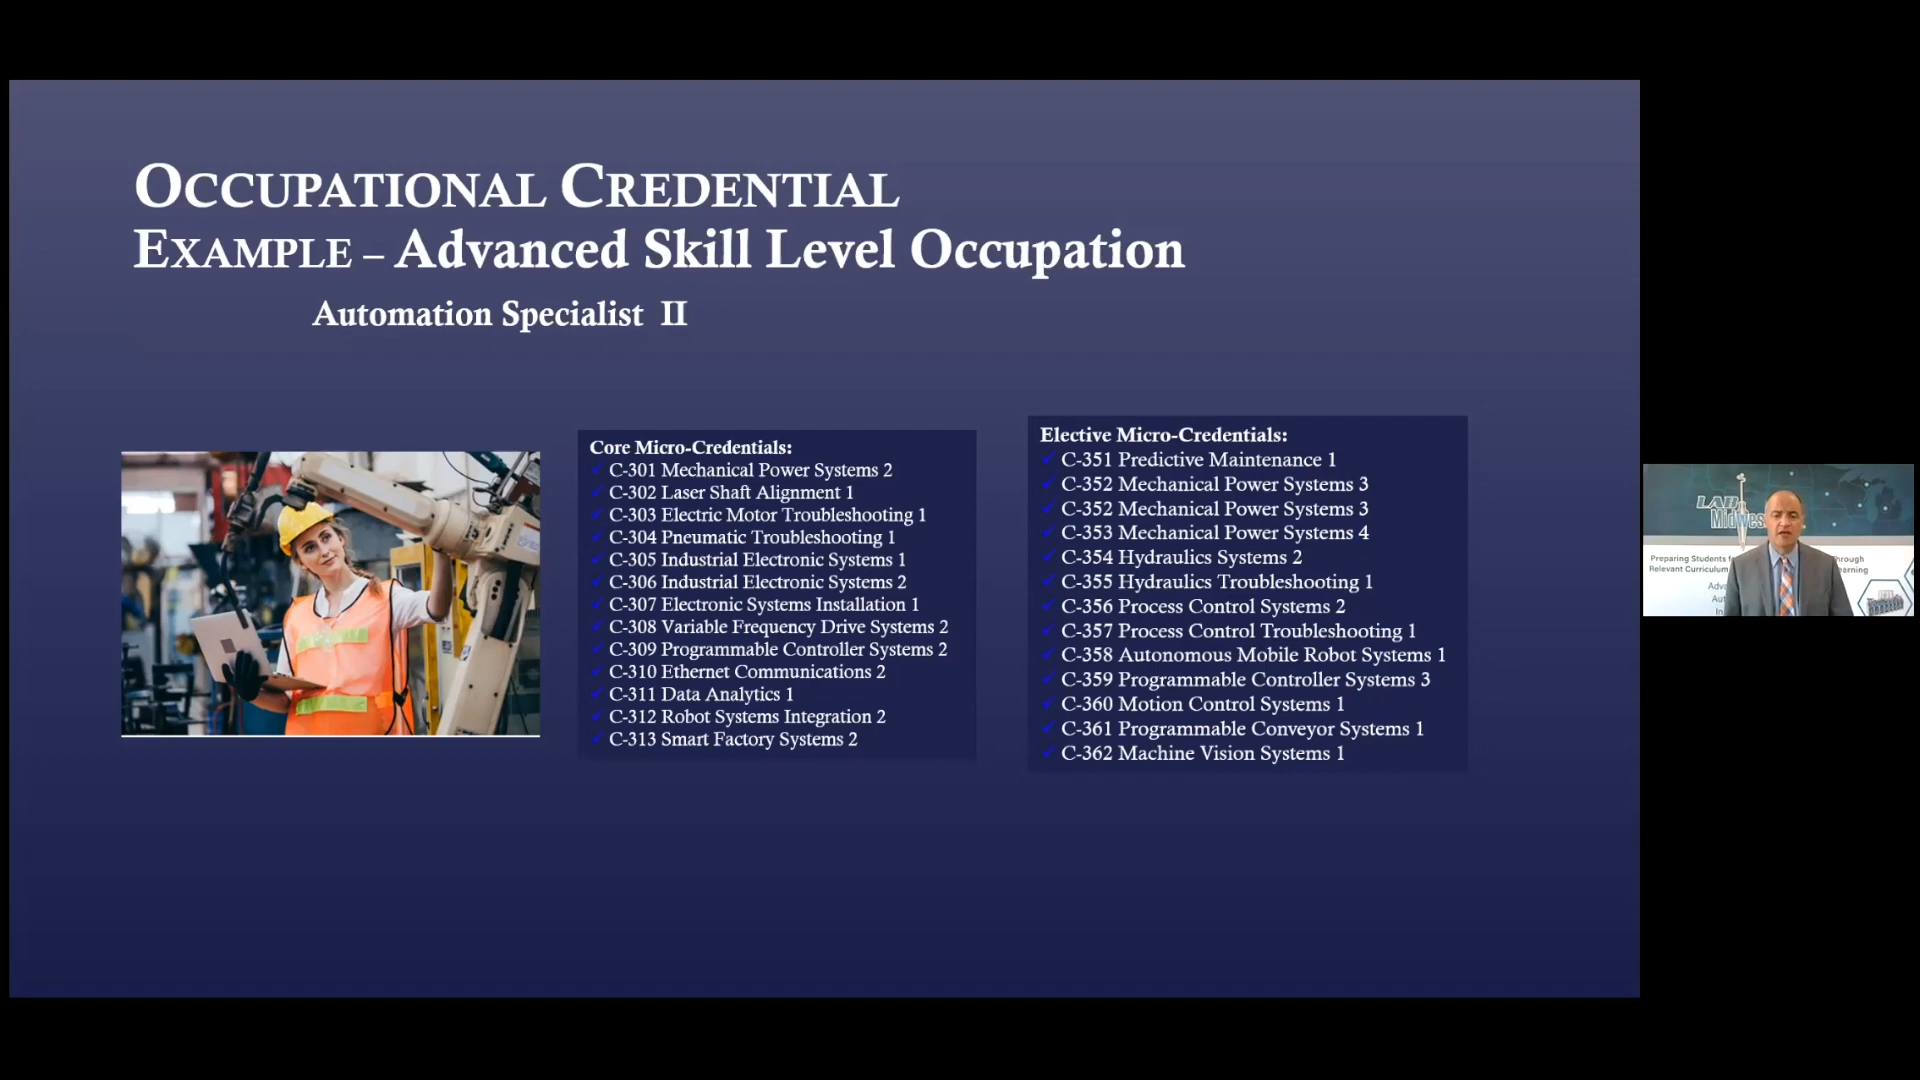 OCCUPATIONAL CREDENTIAL
EXAMPLE – Advanced Skill Level Occupation
Automation Specialist II
Core Micro-Credentials:
C-301 Mechanical Power Systems 2
C-302 Laser Shaft Alignment 1
C-303 Electric Motor Troubleshooting 1
C-304 Pneumatic Troubleshooting 1
C-305 Industrial Electronic Systems 1
C-306 Industrial Electronic Systems 2
C-307 Electronic Systems Installation 1
C-308 Variable Frequency Drive Systems 2
C-309 Programmable Controller Systems 2
C-310 Ethernet Communications 2
C-311 Data Analytics 1
C-312 Robot Systems Integration 2
C-313 Smart Factory Systems 2
Elective Micro-Credentials:
C-351 Predictive Maintenance 1
C-352 Mechanical Power Systems 3
C-352 Mechanical Power Systems 3
C-353 Mechanical Power Systems 4
C-354 Hydraulics Systems 2
C-355 Hydraulics Troubleshooting 1
C-356 Process Control Systems 2
C-357 Process Control Troubleshooting 1
C-358 Autonomous Mobile Robot Systems 1
C-359 Programmable Controller Systems 3
C-360 Motion Control Systems 1
C-361 Programmable Conveyor Systems 1
C-362 Machine Vision Systems 1
LAB
Midwes
Preparing Students
Relevant Curriculum